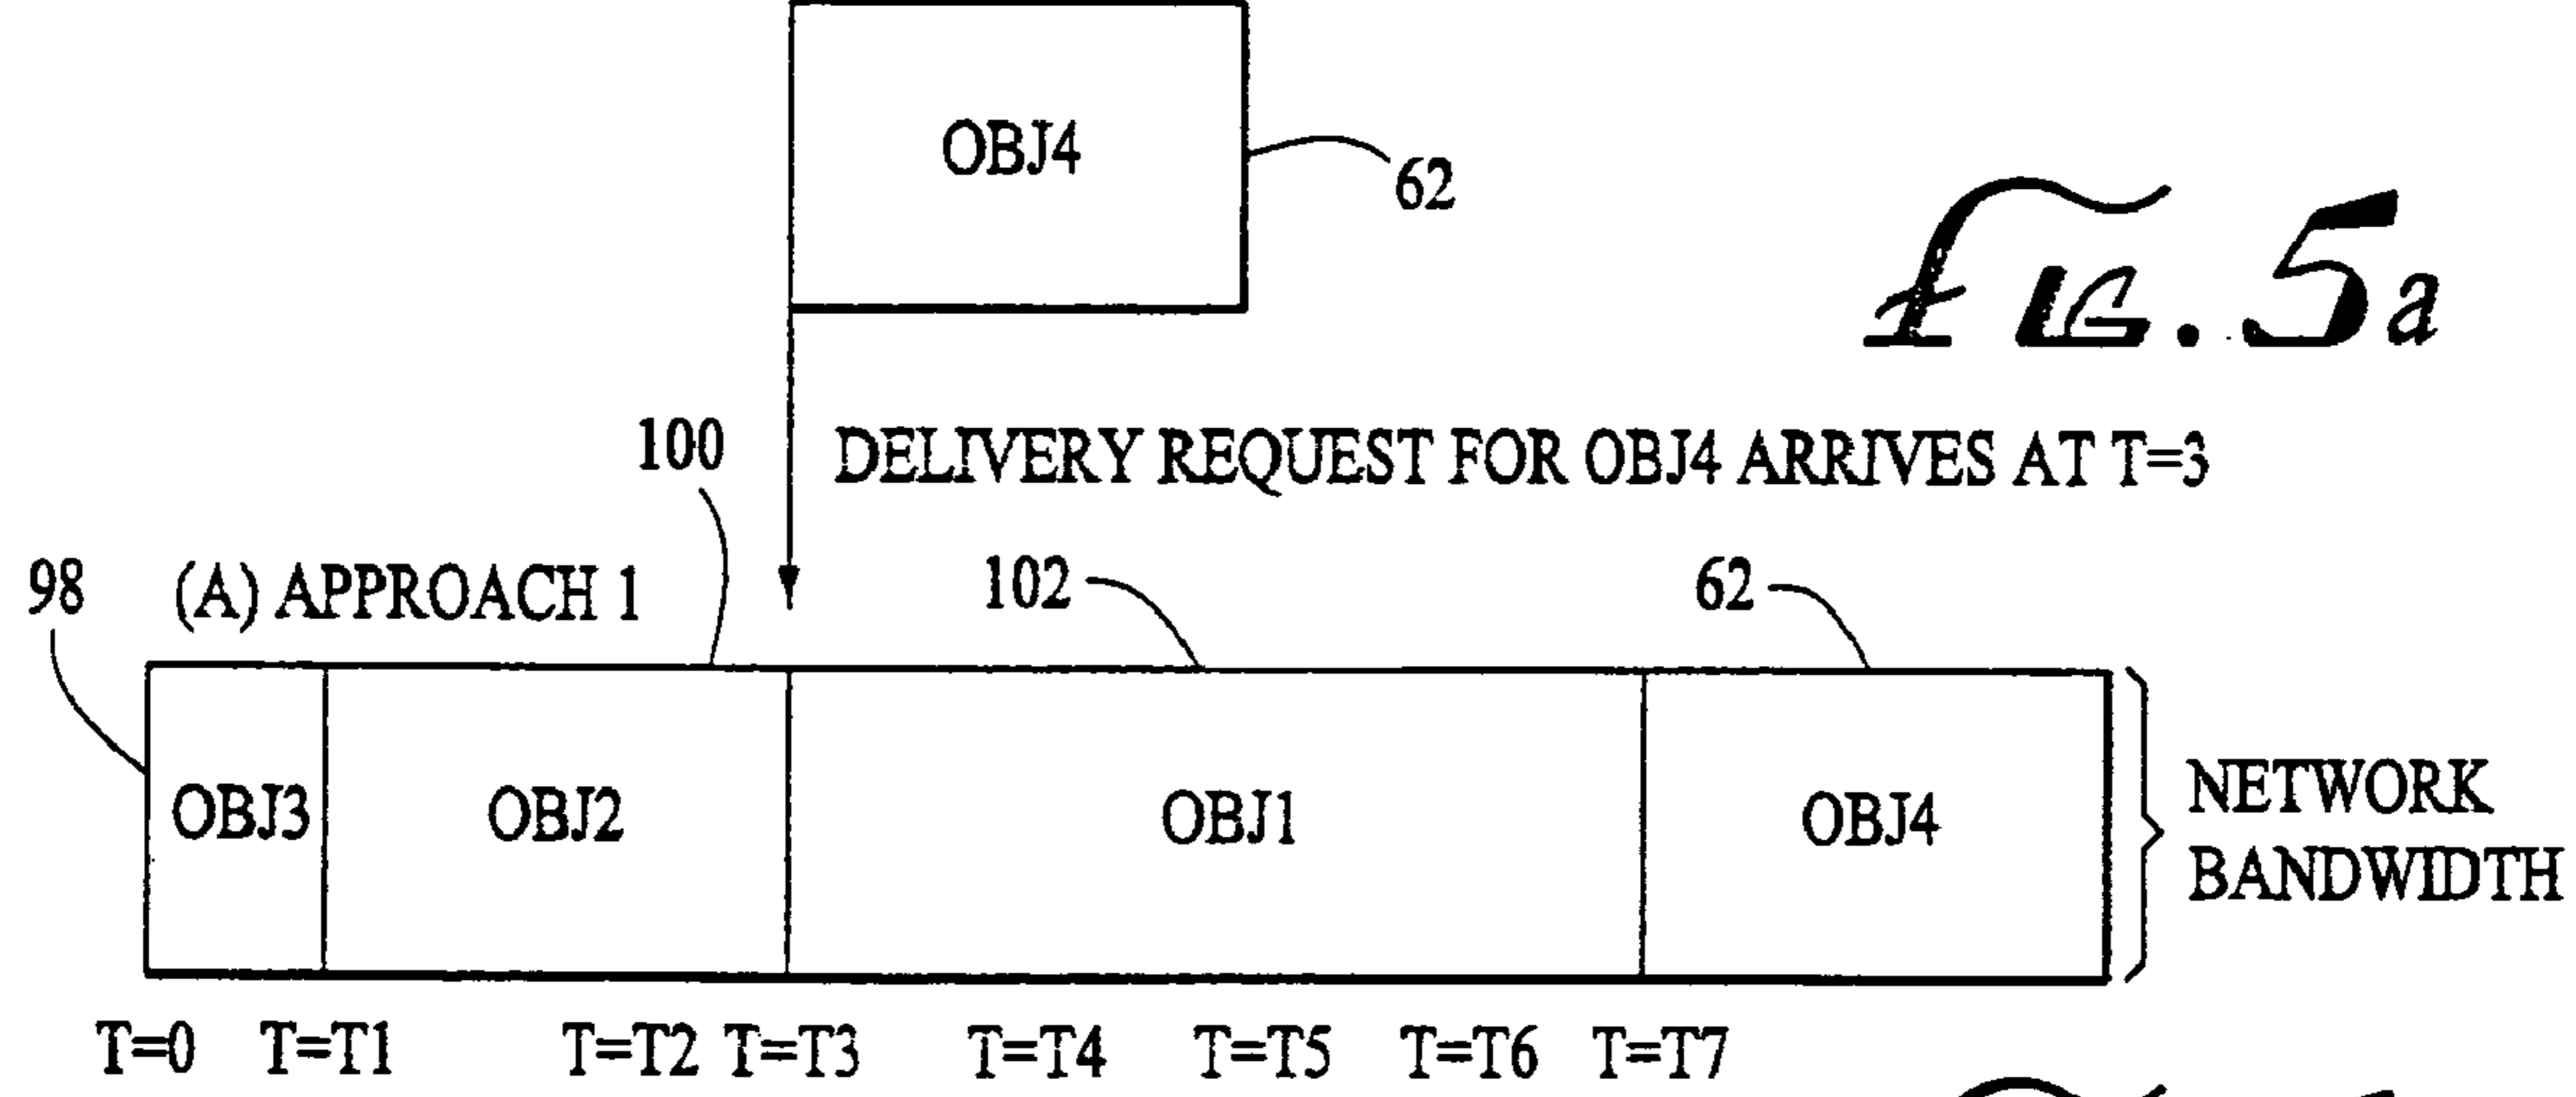 OBJ4
62
FIG. 5a
100
DELIVERY REQUEST FOR OBJ4 ARRIVES AT T=3
98
(A) APPROACH 1
102
62
OBJ3
OBJ2
OBJ1
OBJ4
NETWORK
BANDWIDTH
T=0 T=T1 T=T2 T=T3 T=T4 T=T5 T=T6 T=T7